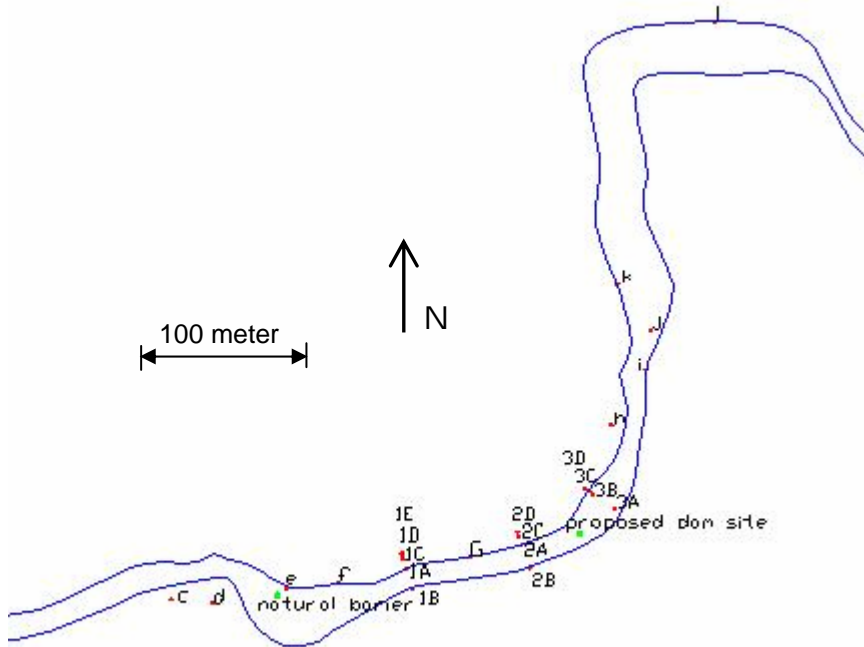 l
k
N
100 meter
J
i
h
3D
3C
3B
3A
1E
2D
proposed dam site
1D
2C
1C
G
2A
1A
f
e
2B
c
d
natural barier
1B